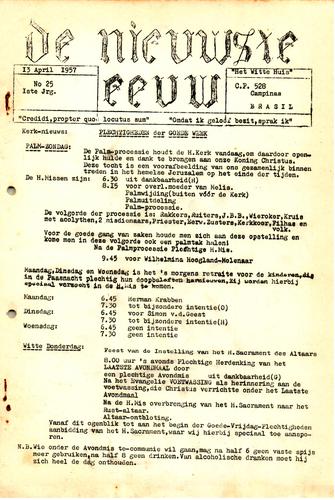 de nieuwste
13 April 1957
"Het Witte Huis"
No 25
1ste Jrg.
eeuw
C.P. 528
Campinas
BRASIL
"Credidi,propter quo locutus sum" "Omdat ik geloof bezit,sprak ik"
Kerk-nieuws: PLECHTIGHEDEN der GOEDE WEEK
PALM-ZONDAG: De Palm-processie houdt de H.Kerk vandaag,om daardoor open-
lijk hulde en dank te brengen aan onze Koning Christus.
Deze tocht is een voorafbeelding van ons gezamenlijk binnen
treden in het hemelse Jeruzalem op het einde der tijden.
De H.Missen zijn: 6.30 uit dankbaarheid(H)
8.15 voor overl.moeder van Melis.
Palmwijding(buiten vóór de Kerk)
Palmuitdeling
Palm-processie.
De volgorde der processie is: Rakkers,Ruiters,J.B.B.,Wieroker,Kruis
met acolythen,2 misdienaars,Priester,Eerw.Zusters,Kerkkoor,Filhas en
volk.
Voor de goede gang van zaken houde men zich aan deze opstelling en
kome men in deze volgorde ook een palmtak halen!
Na de Palmprocessie Plechtige H.Mis.
9.45 voor Wilhelmina Hoogland-Molenaar
Maandag,Dinsdag en Woensdag is het 's morgens retraite voor de kinderen,die
in de Paasnacht plechtig hun doopbeloften hernieuwen.Zij worden hierbij
speciaal verzocht in de H.Mis te komen.
Maandag: 6.45 Herman Krabben
7.30 tot bijzondere intentie(O)
Dinsdag: 6.45 voor Simon v.d.Geest
7.30 tot bijzondere intentie(H)
Woensdag: 6.45 geen intentie
7.30 geen intentie
Witte Donderdag: Feest van de Instelling van het H.Sacrament des Altaars
8.00 uur 's avonds Plechtige Herdenking van het
LAATSTE AVONDMAAL door
een plechtige Avondmis uit dankbaarheid(G)
Na het Evangelie VOETWASSING als herinnering aan de
voetwassing,die Christus verrichtte onder het Laatste
Avondmaal
Na de H.Mis overbrenging van het H.Sacrament naar het
Rust-altaar.
Altaar-ontbloting.
Vanaf dit ogenblik tot aan het begin der Goede-Vrijdag-Plechtigheden
aanbidding van het H.Sacrament,waar wij hierbij speciaal toe aanspo-
ren.
N.B.Wie onder de Avondmis te-communie wil gaan,mag na half 6 geen vaste spijs
meer gebruiken,na half 8 geen drinken.Van alcoholische dranken moet hij
zich heel de dag onthouden.